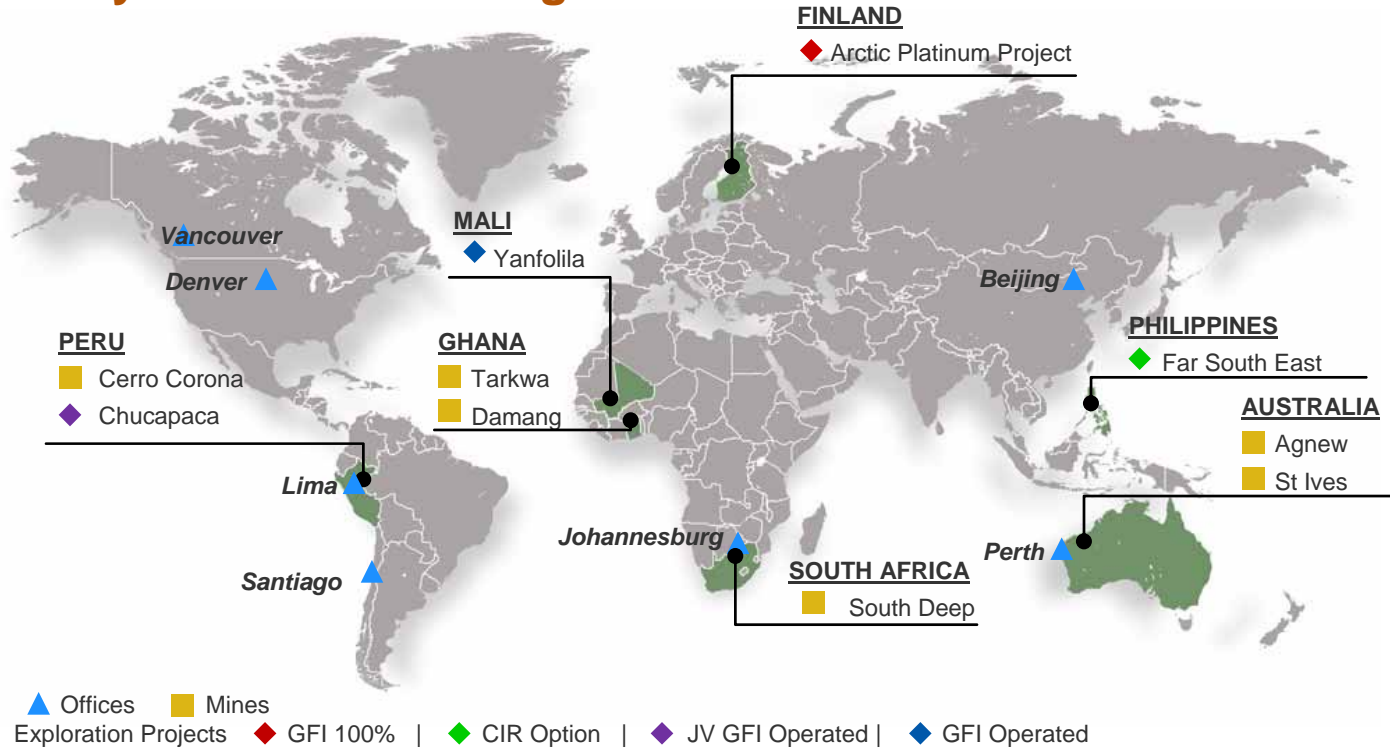 FINLAND
Arctic Platinum Project
MALI
Yanfolila
Vancouver
Denver
Beijing
PHILIPPINES
Far South East
PERU
Cerro Corona
Chucapaca
GHANA
Tarkwa
Damang
AUSTRALIA
Agnew
St Ives
Lima
Johannesburg
Perth
Santiago
SOUTH AFRICA
South Deep
Offices Mines
Exploration Projects GFI 100% | CIR Option | JV GFI Operated | GFI Operated